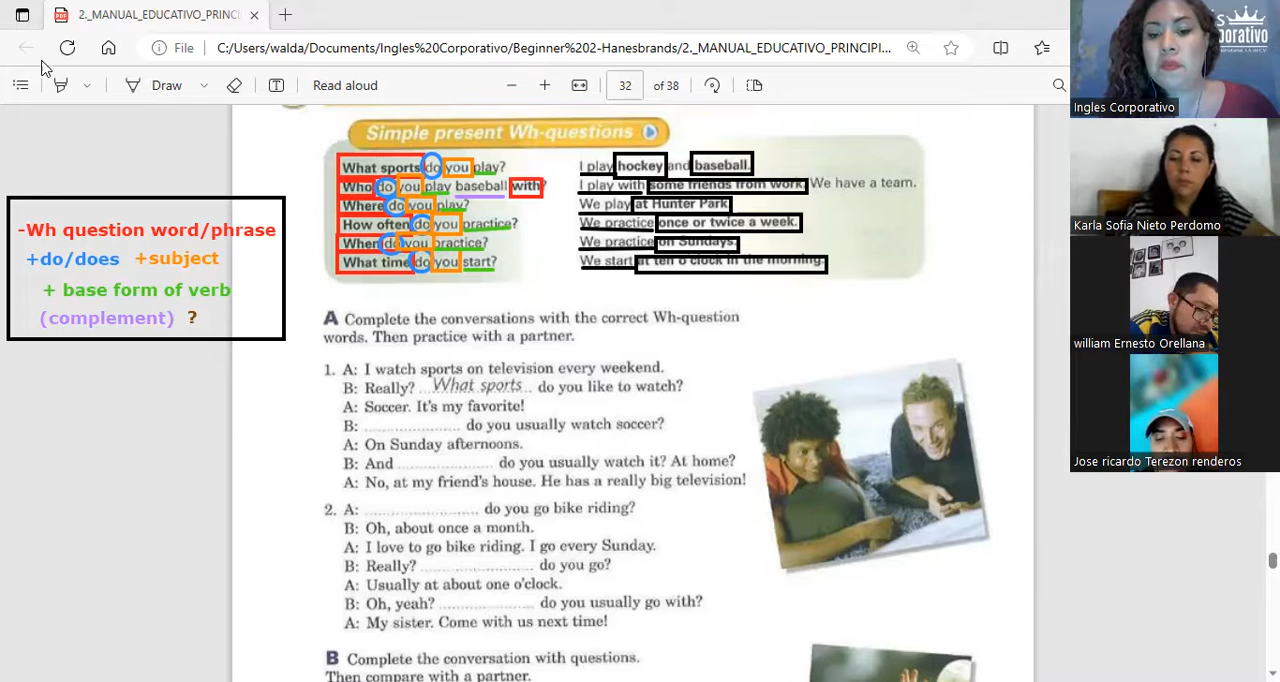 2._MANUAL_EDUCATIVO_PRINCI
File C:/Users/walda/Documents/Ingles%20Corporativo/Beginner%202-Hanesbrands/2._MANUAL_EDUCATIVO_PRINCIPI...
Draw Read aloud 32 of 38
Simple present Wh-questions
What sports do you play? I play hockey and baseball.
Who do you play baseball with? I play with some friends from work. We have a team.
Where do you play? We play at Hunter Park.
How often do you practice? We practice once or twice a week.
When do you practice? We practice on Sundays.
What time do you start? We start at ten o'clock in the morning.
-Wh question word/phrase
+do/does +subject
+ base form of verb
(complement) ?
A Complete the conversations with the correct Wh-question
words. Then practice with a partner.
1. A: I watch sports on television every weekend.
B: Really? What sports do you like to watch?
A: Soccer. It's my favorite!
B: .................... do you usually watch soccer?
A: On Sunday afternoons.
B: And .................... do you usually watch it? At home?
A: No, at my friend's house. He has a really big television!
2. A: .................... do you go bike riding?
B: Oh, about once a month.
A: I love to go bike riding. I go every Sunday.
B: Really? .................... do you go?
A: Usually at about one o'clock.
B: Oh, yeah? .................... do you usually go with?
A: My sister. Come with us next time!
B Complete the conversation with questions.
Then compare with a partner.
Ingles Corporativo
Karla Sofia Nieto Perdomo
william Ernesto Orellana
Jose ricardo Terezon renderos